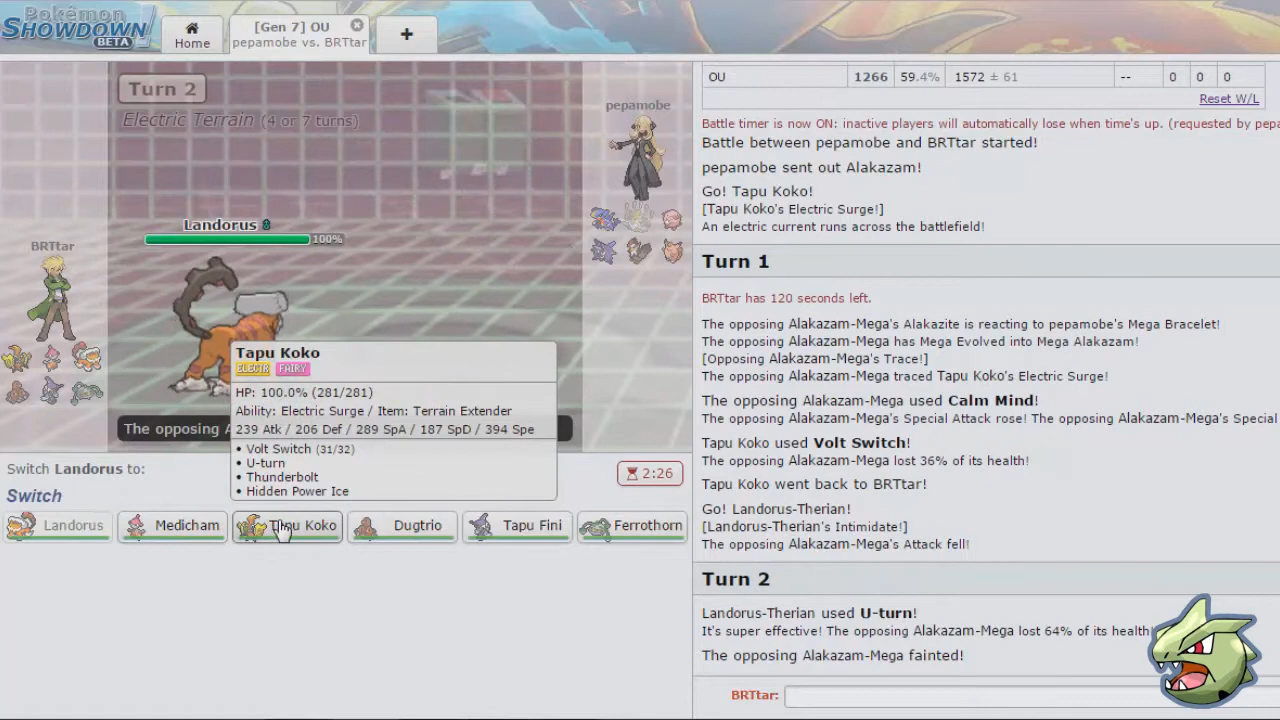 Pokémon
SHOWDOWN
BETA
Home
[Gen 7] OU
pepamobe vs. BRTtar
+
Turn 2
Electric Terrain (4 or 7 turns)
pepamobe
Landorus
100%
BRTtar
The opposing A
Tapu Koko
ELECTR FAIRY
HP: 100.0% (281/281)
Ability: Electric Surge / Item: Terrain Extender
239 Atk / 206 Def / 289 SpA / 187 SpD / 394 Spe
• Volt Switch (31/32)
• U-turn
• Thunderbolt
• Hidden Power Ice
Switch Landorus to:
2:26
Switch
Landorus Medicham Tapu Koko Dugtrio Tapu Fini Ferrothorn
OU 1266 59.4% 1572 ± 61 -- 0 0 0
Reset W/L
Battle timer is now ON: inactive players will automatically lose when time's up. (requested by pepa
Battle between pepamobe and BRTtar started!
pepamobe sent out Alakazam!
Go! Tapu Koko!
[Tapu Koko's Electric Surge!]
An electric current runs across the battlefield!
Turn 1
BRTtar has 120 seconds left.
The opposing Alakazam-Mega's Alakazite is reacting to pepamobe's Mega Bracelet!
The opposing Alakazam-Mega has Mega Evolved into Mega Alakazam!
[Opposing Alakazam-Mega's Trace!]
The opposing Alakazam-Mega traced Tapu Koko's Electric Surge!
The opposing Alakazam-Mega used Calm Mind!
The opposing Alakazam-Mega's Special Attack rose! The opposing Alakazam-Mega's Special
Tapu Koko used Volt Switch!
The opposing Alakazam-Mega lost 36% of its health!
Tapu Koko went back to BRTtar!
Go! Landorus-Therian!
[Landorus-Therian's Intimidate!]
The opposing Alakazam-Mega's Attack fell!
Turn 2
Landorus-Therian used U-turn!
It's super effective! The opposing Alakazam-Mega lost 64% of its health!
The opposing Alakazam-Mega fainted!
BRTtar: